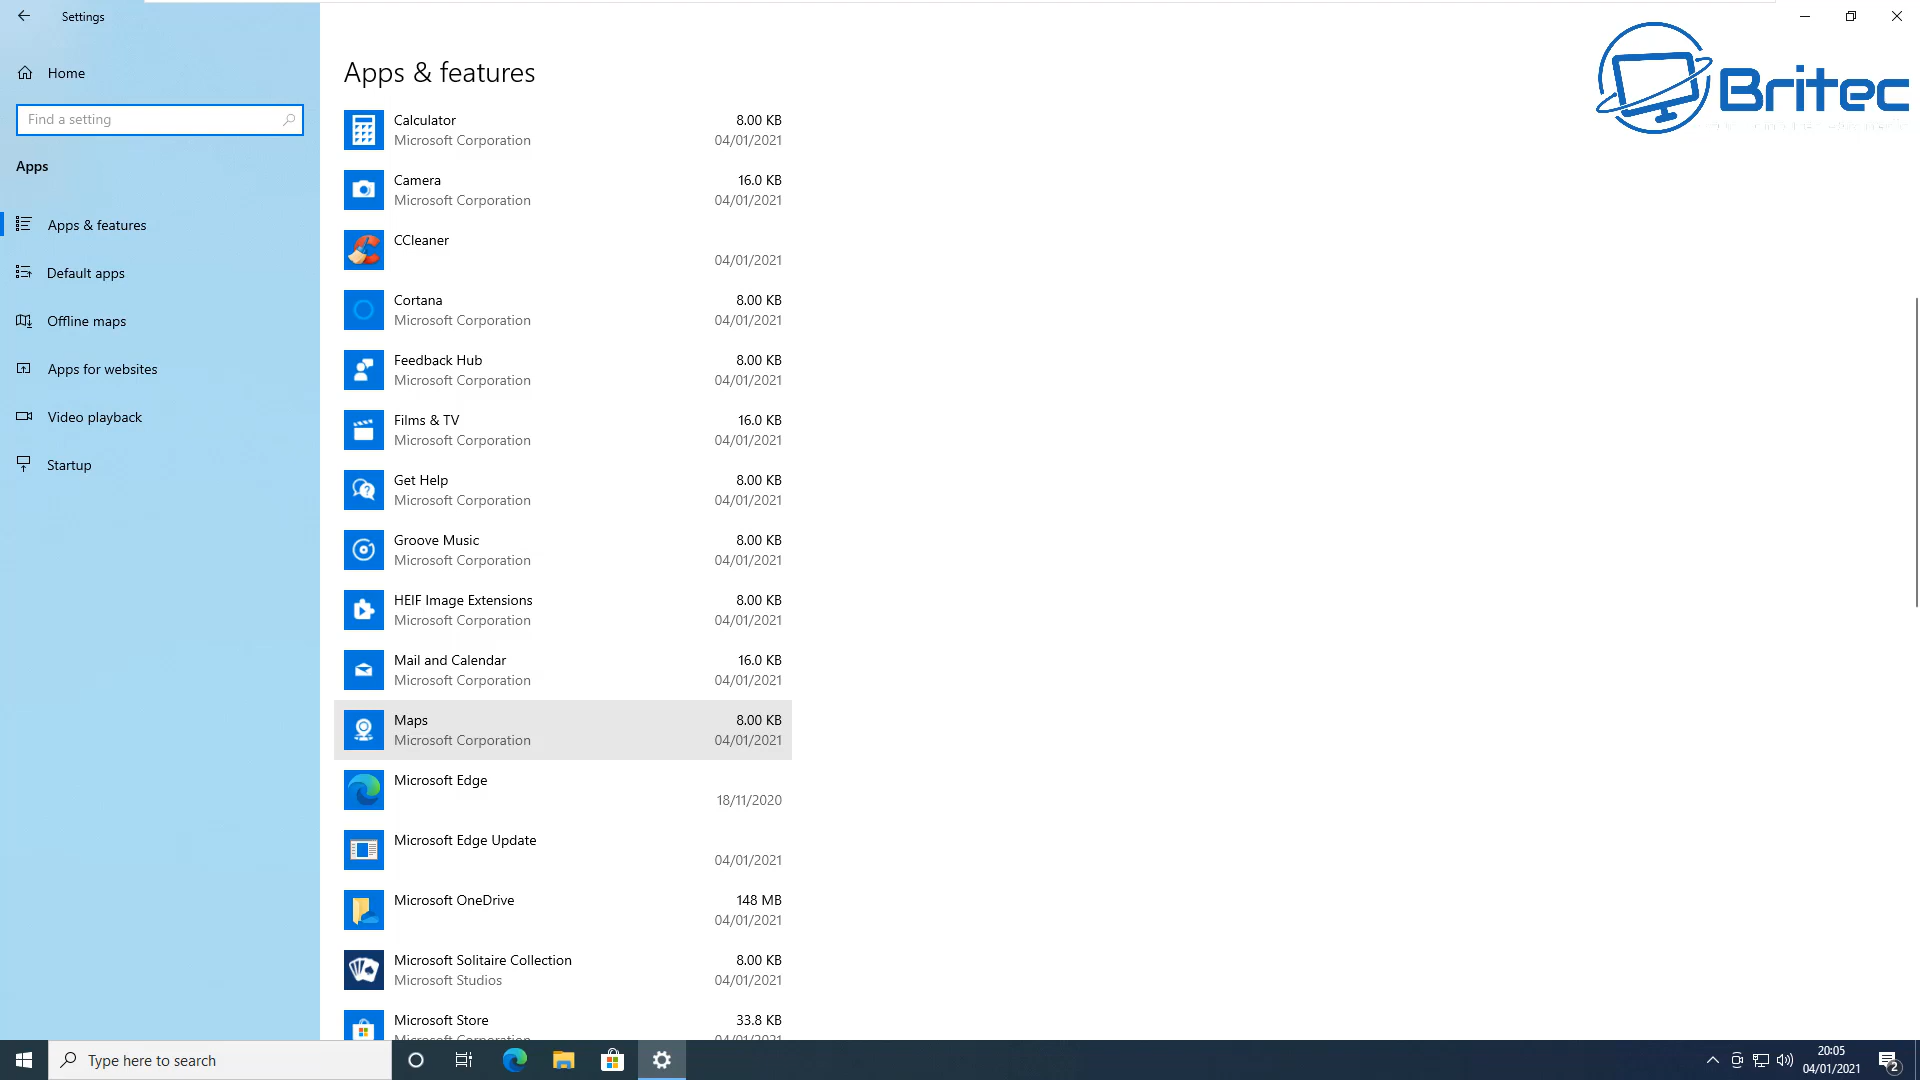 Settings
Home
Find a setting
Apps
Apps & features
Default apps
Offline maps
Apps for websites
Video playback
Startup
Apps & features
Britec
Calculator 8.00 KB
Microsoft Corporation 04/01/2021
Camera 16.0 KB
Microsoft Corporation 04/01/2021
CCleaner
04/01/2021
Cortana 8.00 KB
Microsoft Corporation 04/01/2021
Feedback Hub 8.00 KB
Microsoft Corporation 04/01/2021
Films & TV 16.0 KB
Microsoft Corporation 04/01/2021
Get Help 8.00 KB
Microsoft Corporation 04/01/2021
Groove Music 8.00 KB
Microsoft Corporation 04/01/2021
HEIF Image Extensions 8.00 KB
Microsoft Corporation 04/01/2021
Mail and Calendar 16.0 KB
Microsoft Corporation 04/01/2021
Maps 8.00 KB
Microsoft Corporation 04/01/2021
Microsoft Edge
18/11/2020
Microsoft Edge Update
04/01/2021
Microsoft OneDrive 148 MB
04/01/2021
Microsoft Solitaire Collection 8.00 KB
Microsoft Studios 04/01/2021
Microsoft Store 33.8 KB
Microsoft Corporation 04/01/2021
Type here to search
20:05
04/01/2021
2